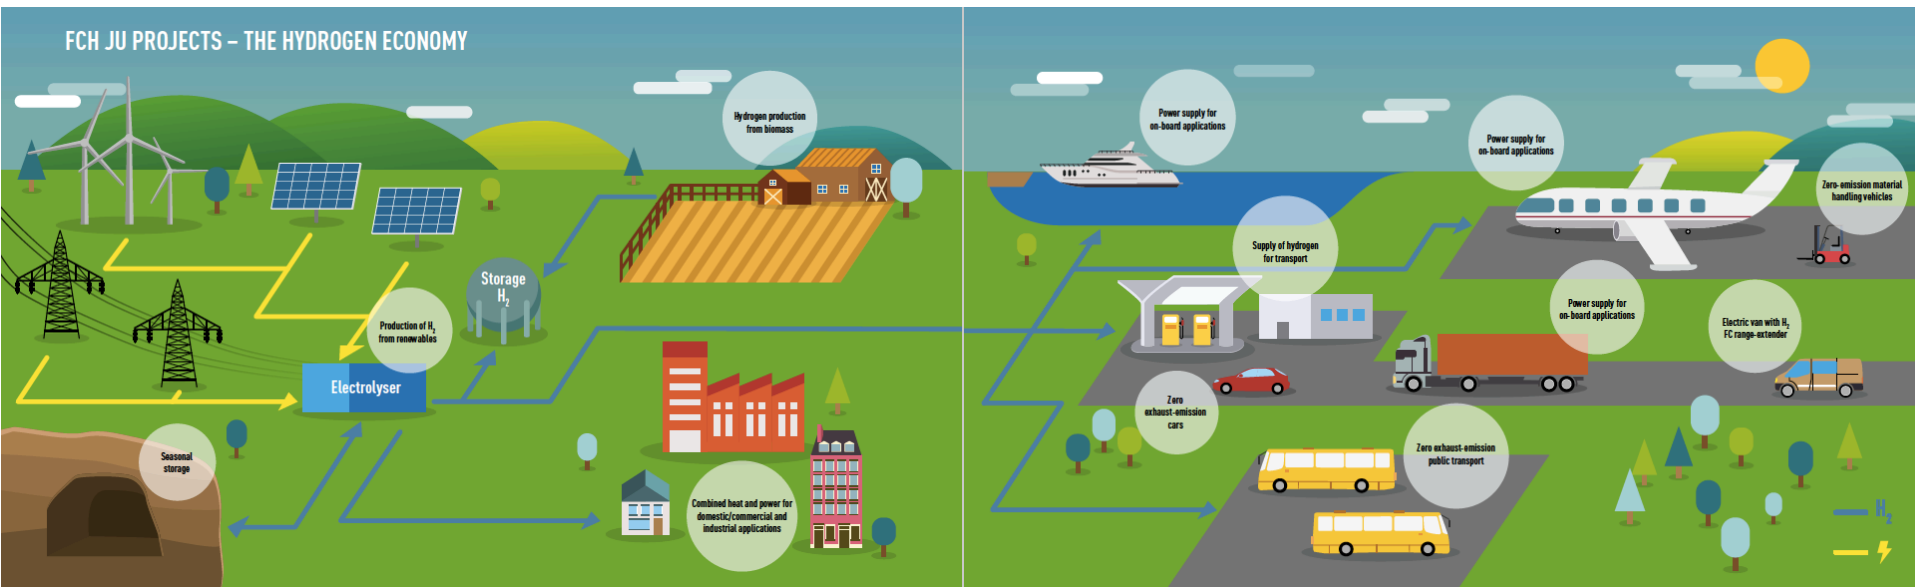 FCH JU PROJECTS – THE HYDROGEN ECONOMY
Hydrogen production
from biomass
Storage
H₂
Production of H₂
from renewables
Electrolyser
Seasonal
storage
Combined heat and power for
domestic/commercial and
industrial applications
Power supply for
on-board applications
Power supply for
on-board applications
Zero-emission material
handling vehicles
Supply of hydrogen
for transport
Power supply for
on-board applications
Electric van with H₂
FC range-extender
Zero
exhaust-emission
cars
Zero exhaust-emission
public transport
H₂